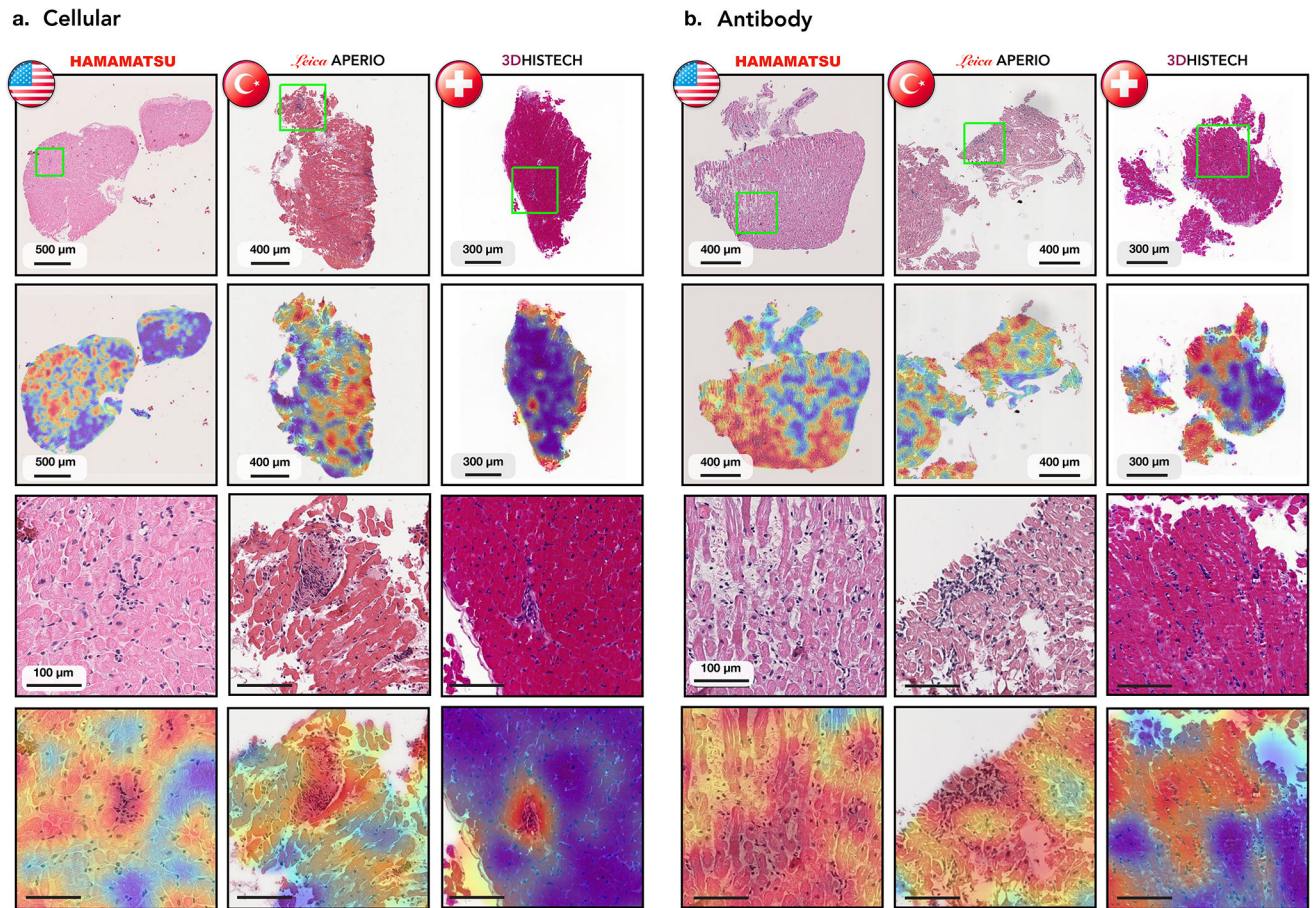 a. Cellular
b. Antibody
HAMAMATSU
Leica APERIO
3DHISTECH
HAMAMATSU
Leica APERIO
3DHISTECH
500 µm
400 µm
300 µm
400 µm
400 µm
300 µm
500 µm
400 µm
300 µm
400 µm
400 µm
300 µm
100 µm
100 µm